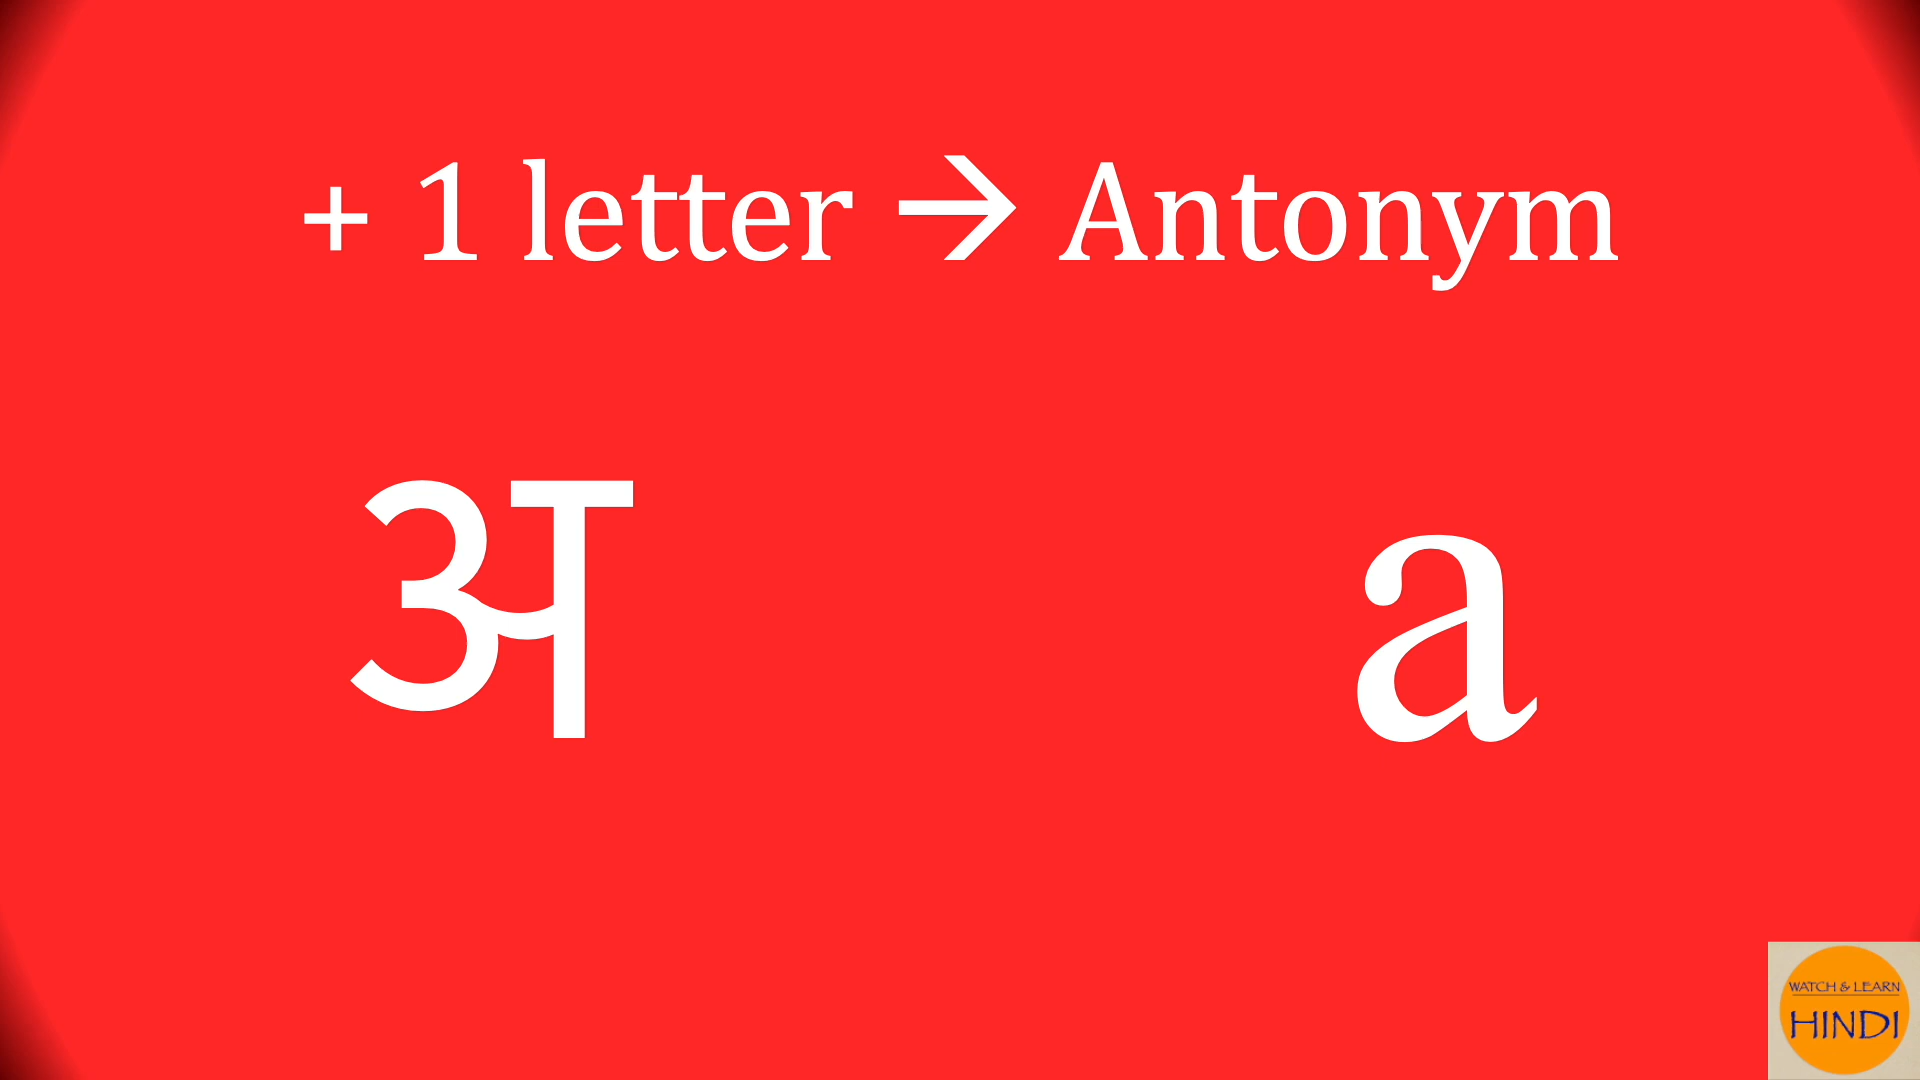 + 1 letter → Antonym
अ a
WATCH & LEARN
HINDI